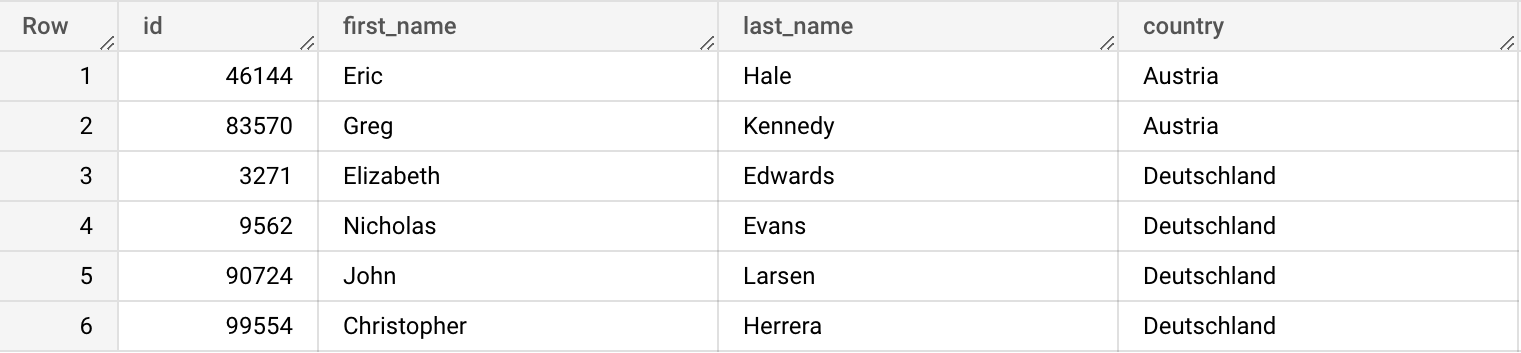 Row id first_name last_name country
1 46144 Eric Hale Austria
2 83570 Greg Kennedy Austria
3 3271 Elizabeth Edwards Deutschland
4 9562 Nicholas Evans Deutschland
5 90724 John Larsen Deutschland
6 99554 Christopher Herrera Deutschland